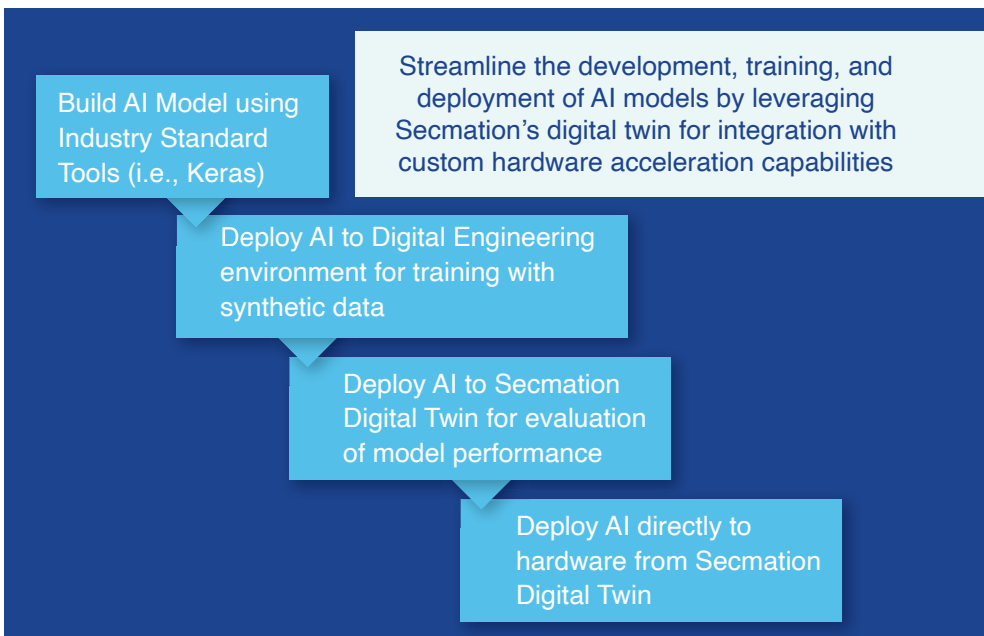 Streamline the development, training, and
deployment of AI models by leveraging
Secmation’s digital twin for integration with
custom hardware acceleration capabilities
Build AI Model using
Industry Standard
Tools (i.e., Keras)
Deploy AI to Digital Engineering
environment for training with
synthetic data
Deploy AI to Secmation
Digital Twin for evaluation
of model performance
Deploy AI directly to
hardware from Secmation
Digital Twin